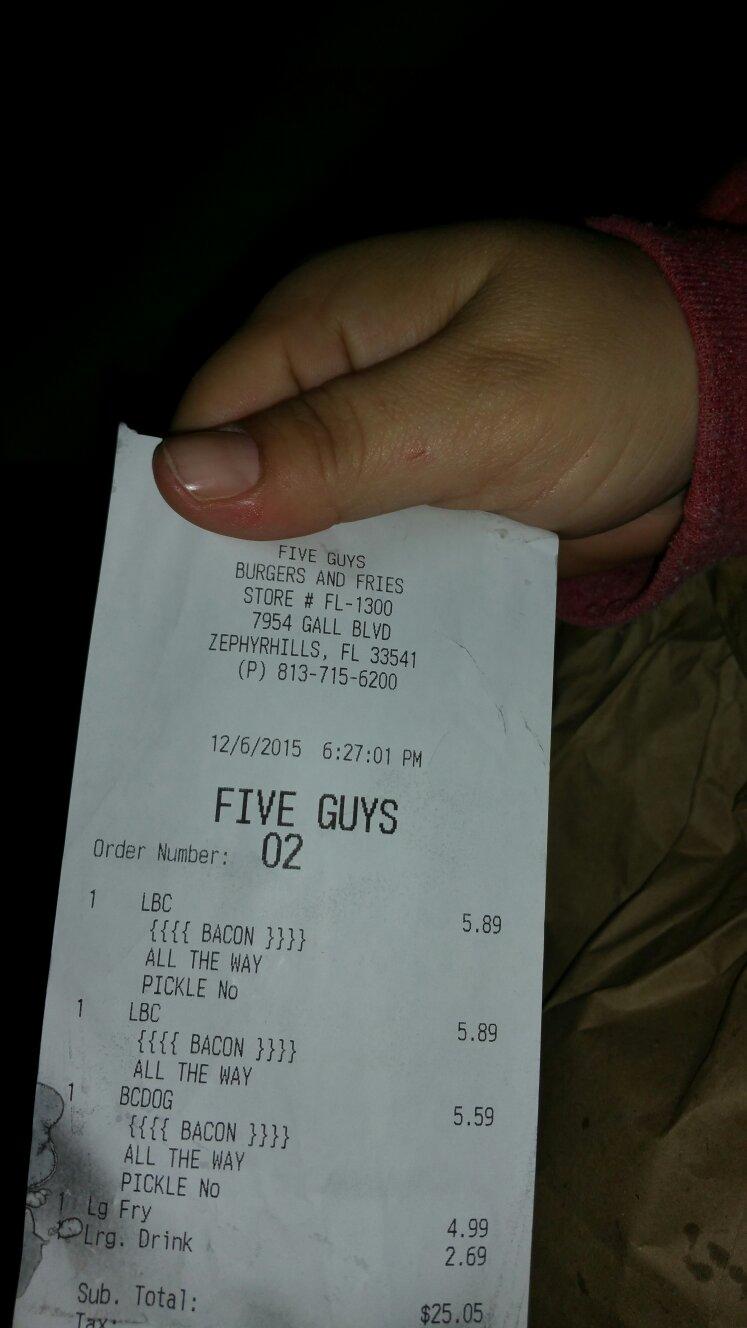 FIVE GUYS
BURGERS AND FRIES
STORE # FL-1300
7954 GALL BLVD
ZEPHYRHILLS, FL 33541
(P) 813-715-6200
12/6/2015 6:27:01 PM
FIVE GUYS
Order Number: 02
1 LBC 5.89
{{{{ BACON }}}}
ALL THE WAY
PICKLE No
1 LBC 5.89
{{{{ BACON }}}}
ALL THE WAY
1 BCDOG 5.59
{{{{ BACON }}}}
ALL THE WAY
PICKLE No
1 Lg Fry 4.99
Lrg. Drink 2.69
Sub. Total: $25.05
Tax: